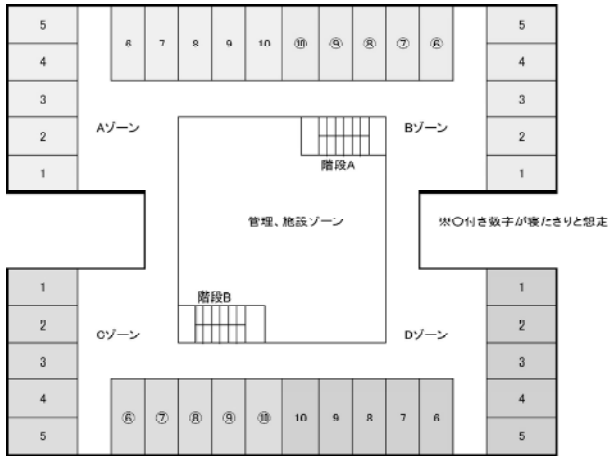 5 6 7 8 9 10 ⑩ ⑨ ⑧ ⑦ ⑥ 5
4 4
3 3
Aゾーン Bゾーン
2 2
階段A
1 1
管理、施設ゾーン ※○付き数字が寝たきりと想定
1 階段B 1
2 2
Cゾーン Dゾーン
3 3
4 4
⑥ ⑦ ⑧ ⑨ ⑩ 10 9 8 7 6
5 5